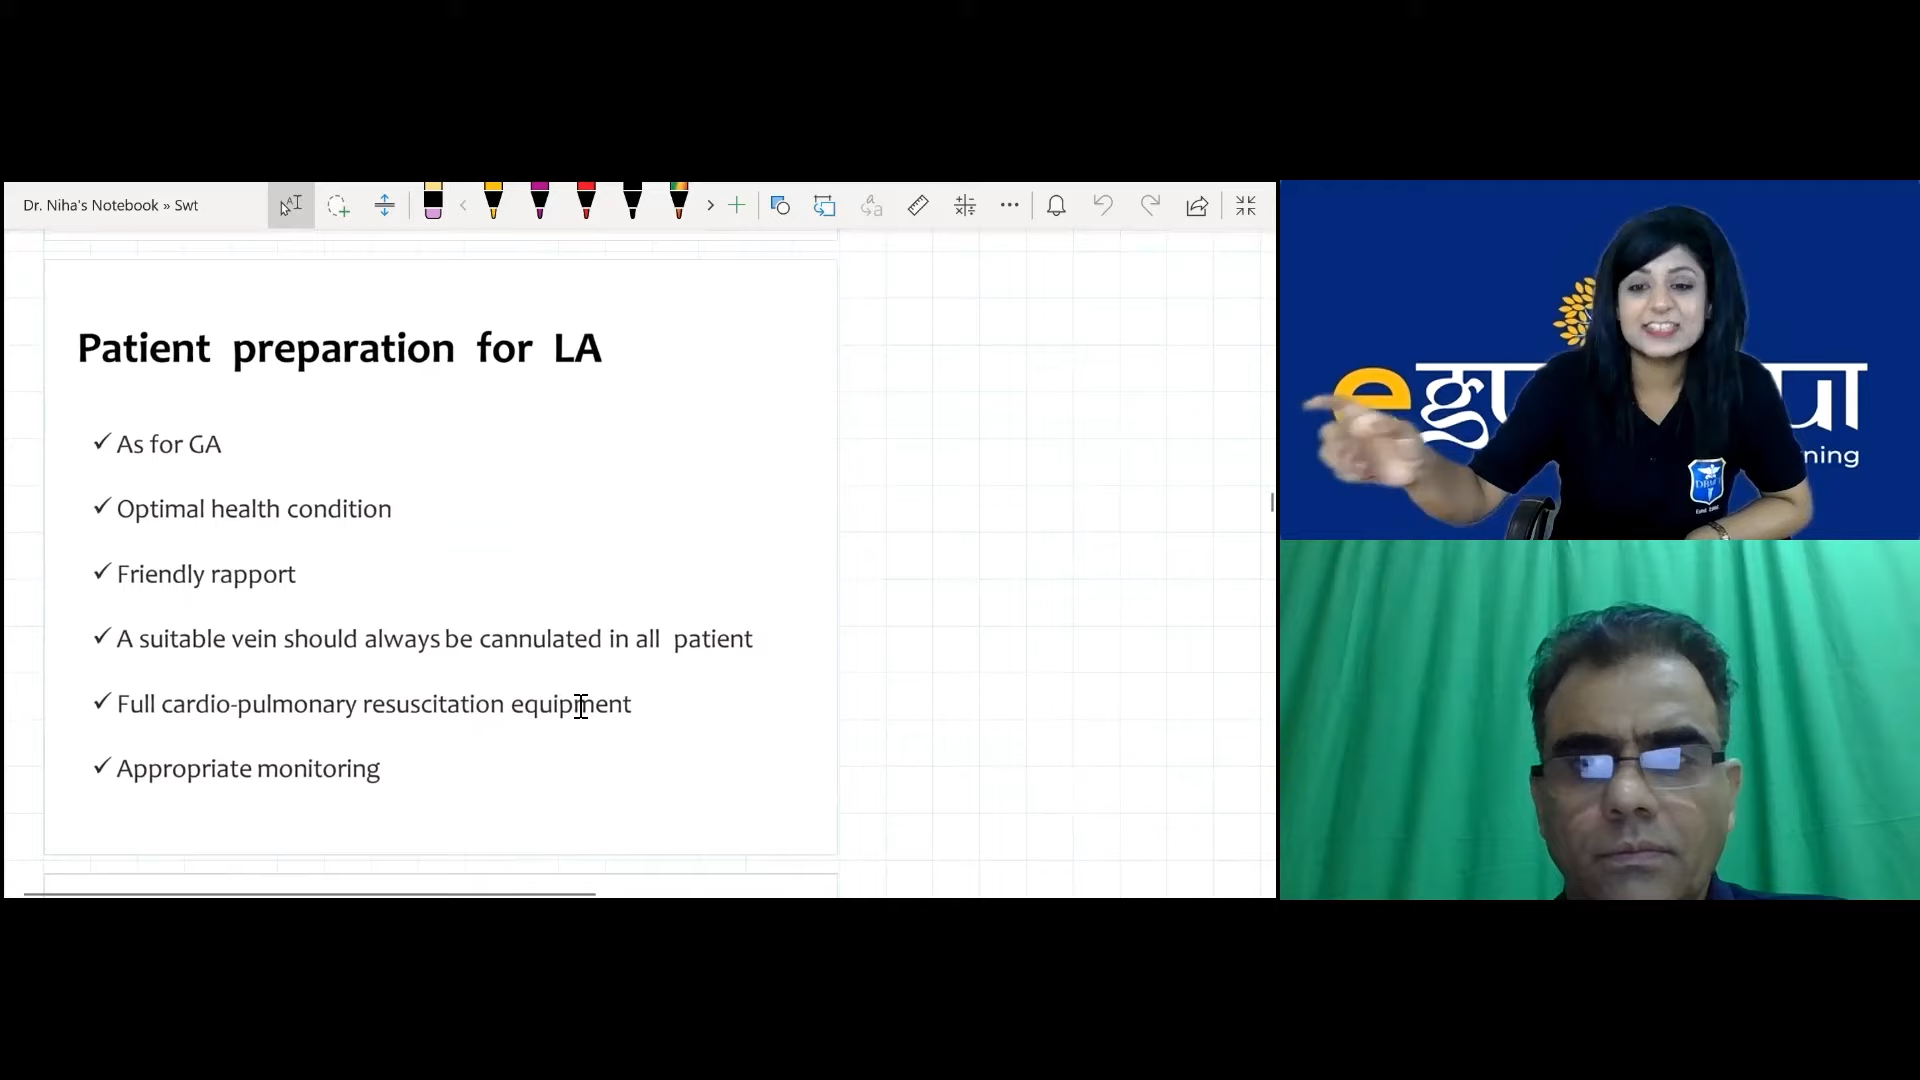 Dr. Niha's Notebook » Swt
Patient preparation for LA
✓ As for GA
✓ Optimal health condition
✓ Friendly rapport
✓ A suitable vein should always be cannulated in all patient
✓ Full cardio-pulmonary resuscitation equipment
✓ Appropriate monitoring